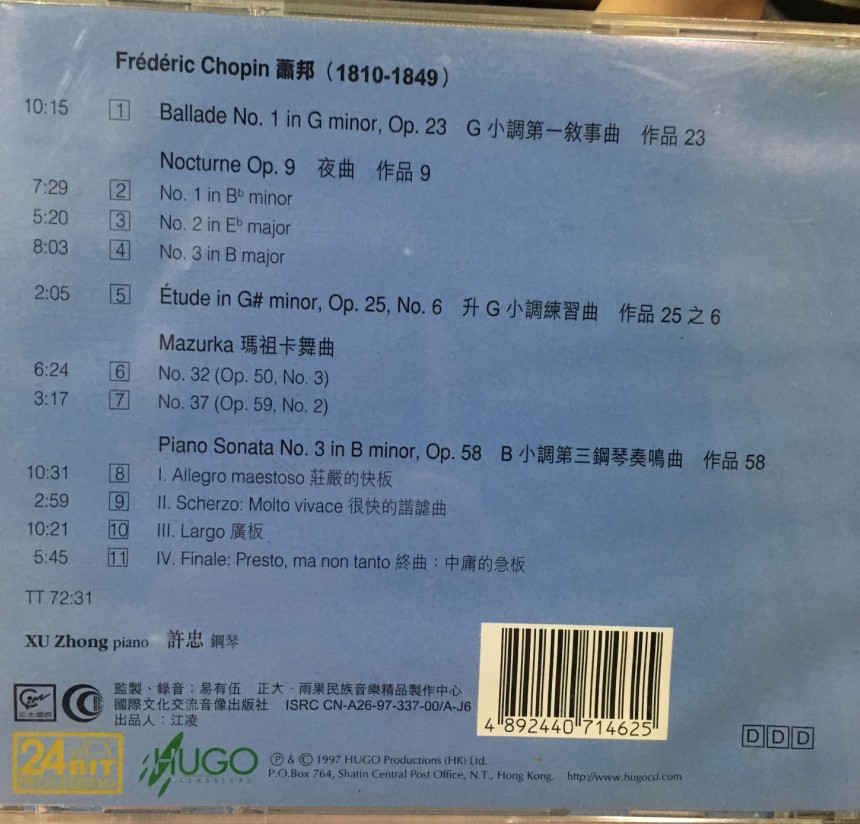 Frédéric Chopin 蕭邦（1810-1849）
10:15 1 Ballade No. 1 in G minor, Op. 23 G 小調第一敘事曲 作品 23
Nocturne Op. 9 夜曲 作品 9
7:29 2 No. 1 in B♭ minor
5:20 3 No. 2 in E♭ major
8:03 4 No. 3 in B major
2:05 5 Étude in G# minor, Op. 25, No. 6 升 G 小調練習曲 作品 25 之 6
Mazurka 瑪祖卡舞曲
6:24 6 No. 32 (Op. 50, No. 3)
3:17 7 No. 37 (Op. 59, No. 2)
Piano Sonata No. 3 in B minor, Op. 58 B 小調第三鋼琴奏鳴曲 作品 58
10:31 8 I. Allegro maestoso 莊嚴的快板
2:59 9 II. Scherzo: Molto vivace 很快的諧謔曲
10:21 10 III. Largo 廣板
5:45 11 IV. Finale: Presto, ma non tanto 終曲：中庸的急板
TT 72:31
XU Zhong piano 許忠 鋼琴
監製、錄音：易有伍 正大．雨果民族音樂精品製作中心
國際文化交流音像出版社 ISRC CN-A26-97-337-00/A-J6
出品人：江凌
正大國際
4 892440 714625
DDD
24 BIT
HUGO
CLASSICAL
℗ & © 1997 HUGO Productions (HK) Ltd.
P.O.Box 764, Shatin Central Post Office, N.T., Hong Kong. http://www.hugocd.com